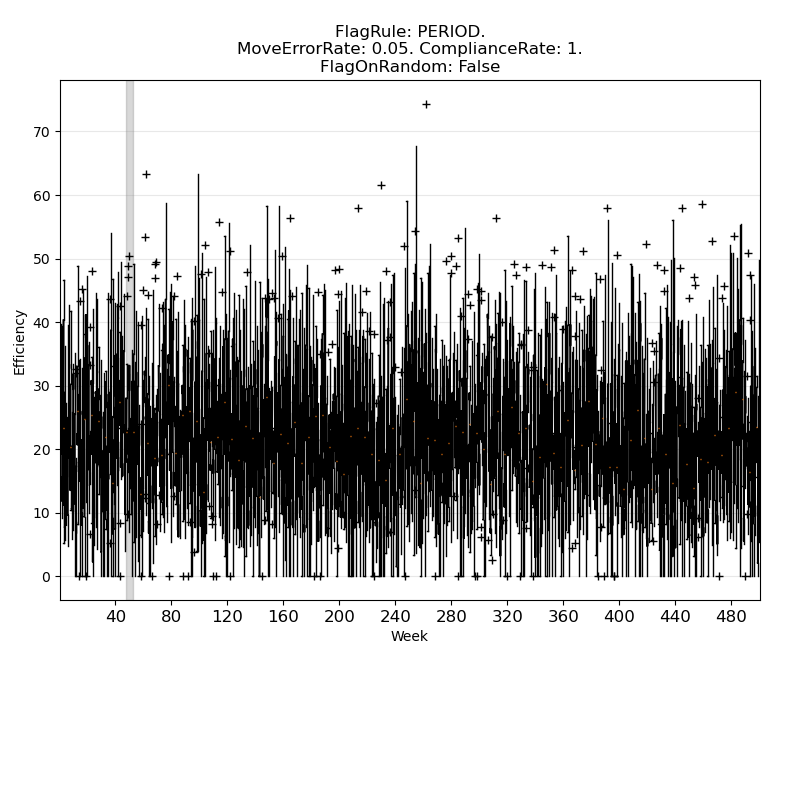 FlagRule: PERIOD.
MoveErrorRate: 0.05. ComplianceRate: 1.
FlagOnRandom: False
70
60
50
40
30
20
10
0
Efficiency
40 80 120 160 200 240 280 320 360 400 440 480
Week